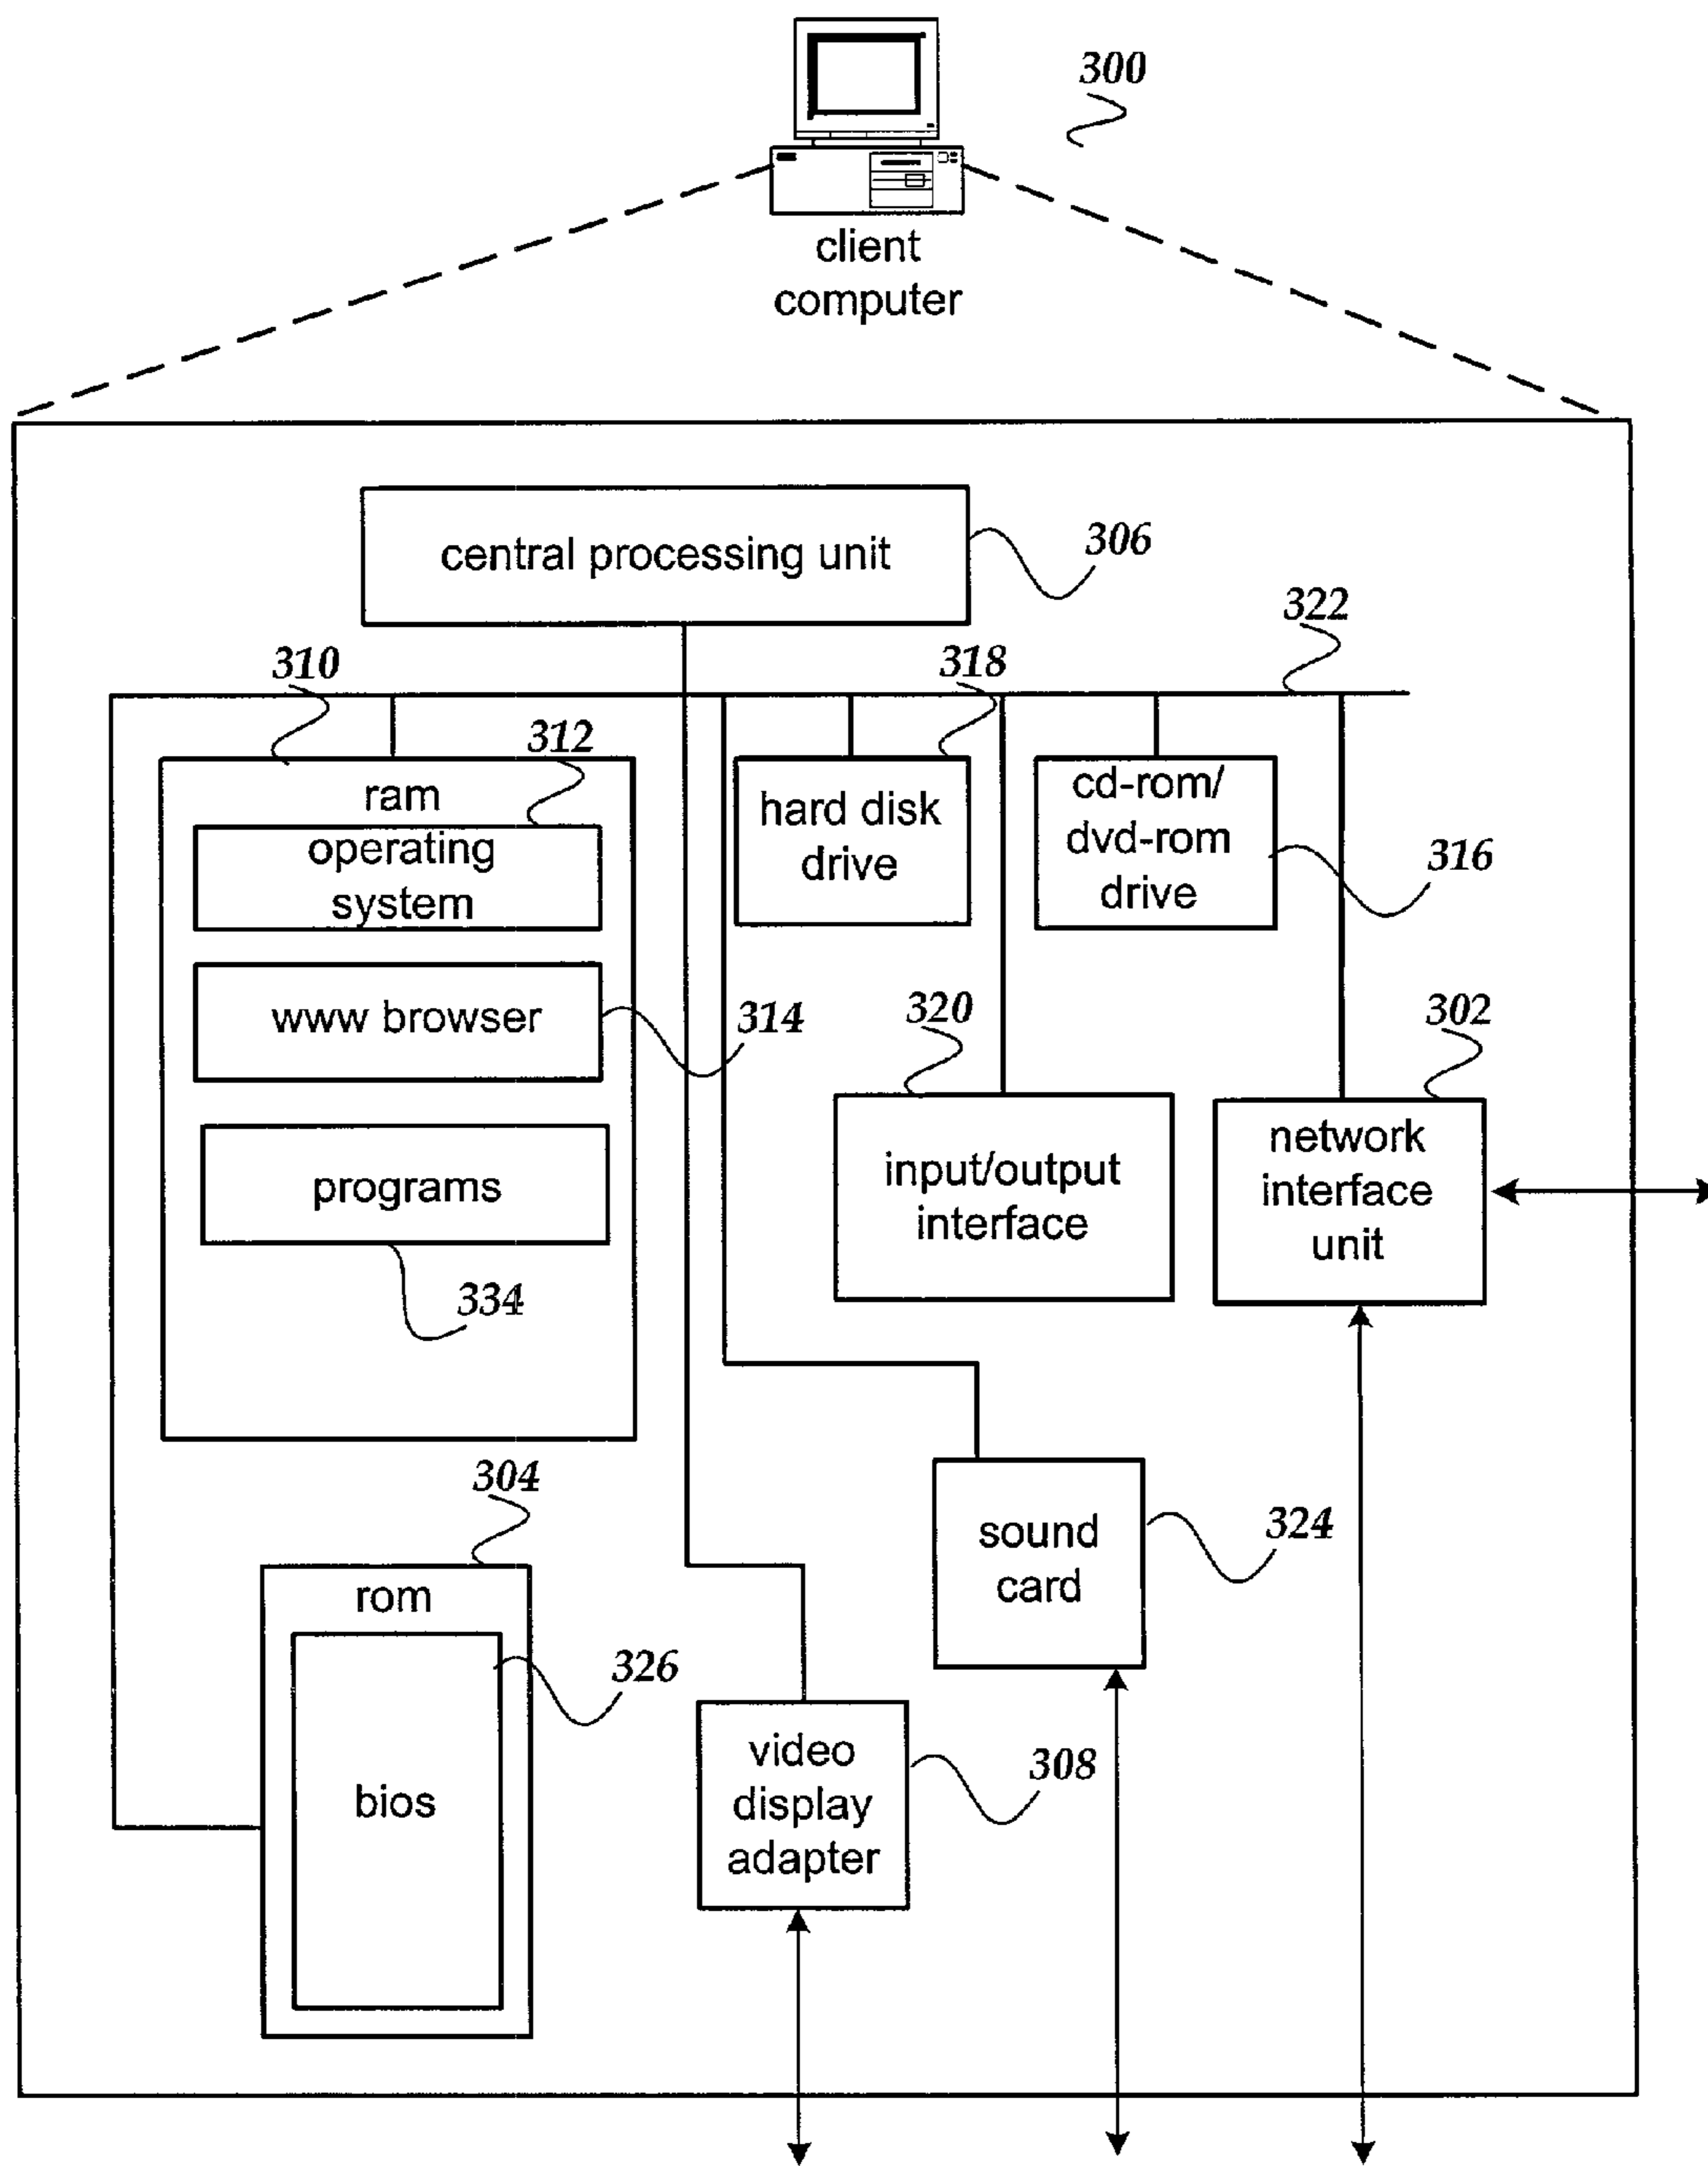 300
client
computer
central processing unit
306
322
310
318
312
ram
operating
system
hard disk
drive
cd-rom/
dvd-rom
drive
316
www browser
314
320
302
programs
334
input/output
interface
network
interface
unit
304
rom
sound
card
324
326
bios
video
display
adapter
308